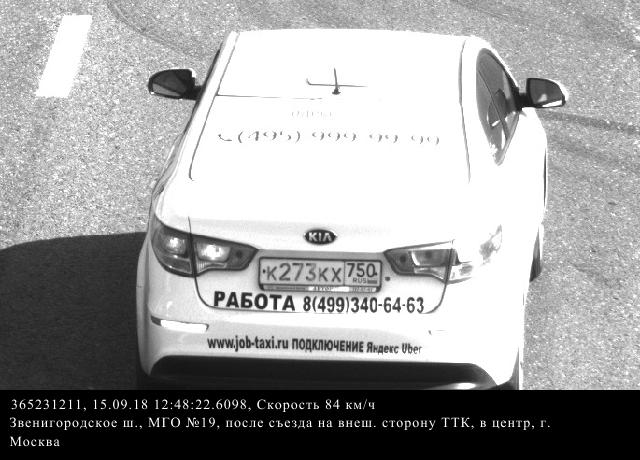 (495) 999 99 99
KIA
К273КХ 750
RUS
РАБОТА 8(499)340-64-63
www.job-taxi.ru ПОДКЛЮЧЕНИЕ Яндекс Uber
365231211, 15.09.18 12:48:22.6098, Скорость 84 км/ч
Звенигородское ш., МГО №19, после съезда на внеш. сторону ТТК, в центр, г.
Москва